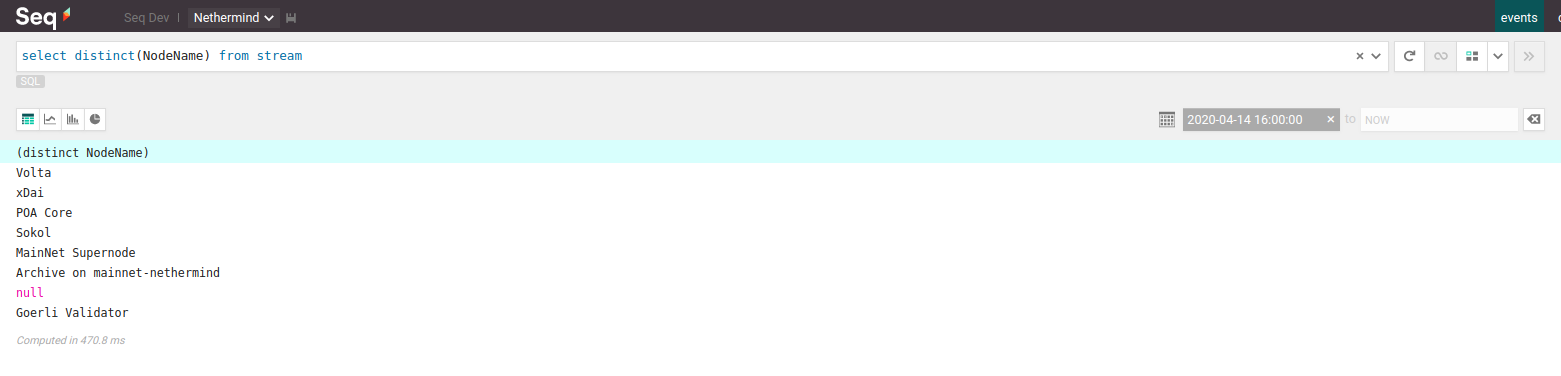 Seq Seq Dev Nethermind events
select distinct(NodeName) from stream
SQL
2020-04-14 16:00:00 × to NOW
(distinct NodeName)
Volta
xDai
POA Core
Sokol
MainNet Supernode
Archive on mainnet-nethermind
null
Goerli Validator
Computed in 470.8 ms